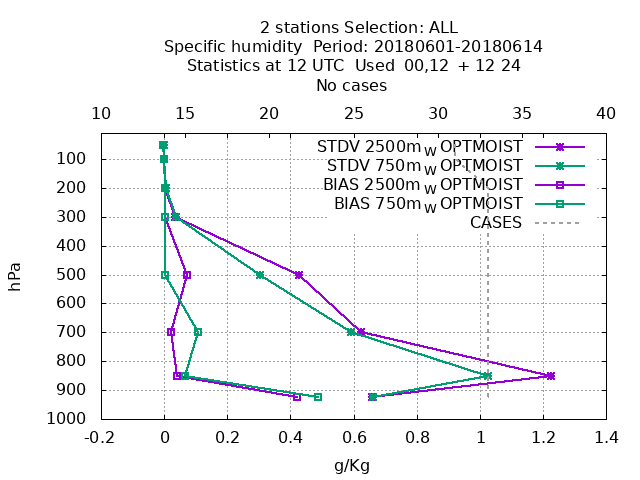 2 stations Selection: ALL
Specific humidity  Period: 20180601-20180614
Statistics at 12 UTC  Used  00,12  + 12 24
No cases
10 15 20 25 30 35 40
STDV 2500m_W OPTMOIST
STDV 750m_W OPTMOIST
BIAS 2500m_W OPTMOIST
BIAS 750m_W OPTMOIST
CASES
100
200
300
400
500
600
700
800
900
1000
hPa
-0.2 0 0.2 0.4 0.6 0.8 1 1.2 1.4
g/Kg